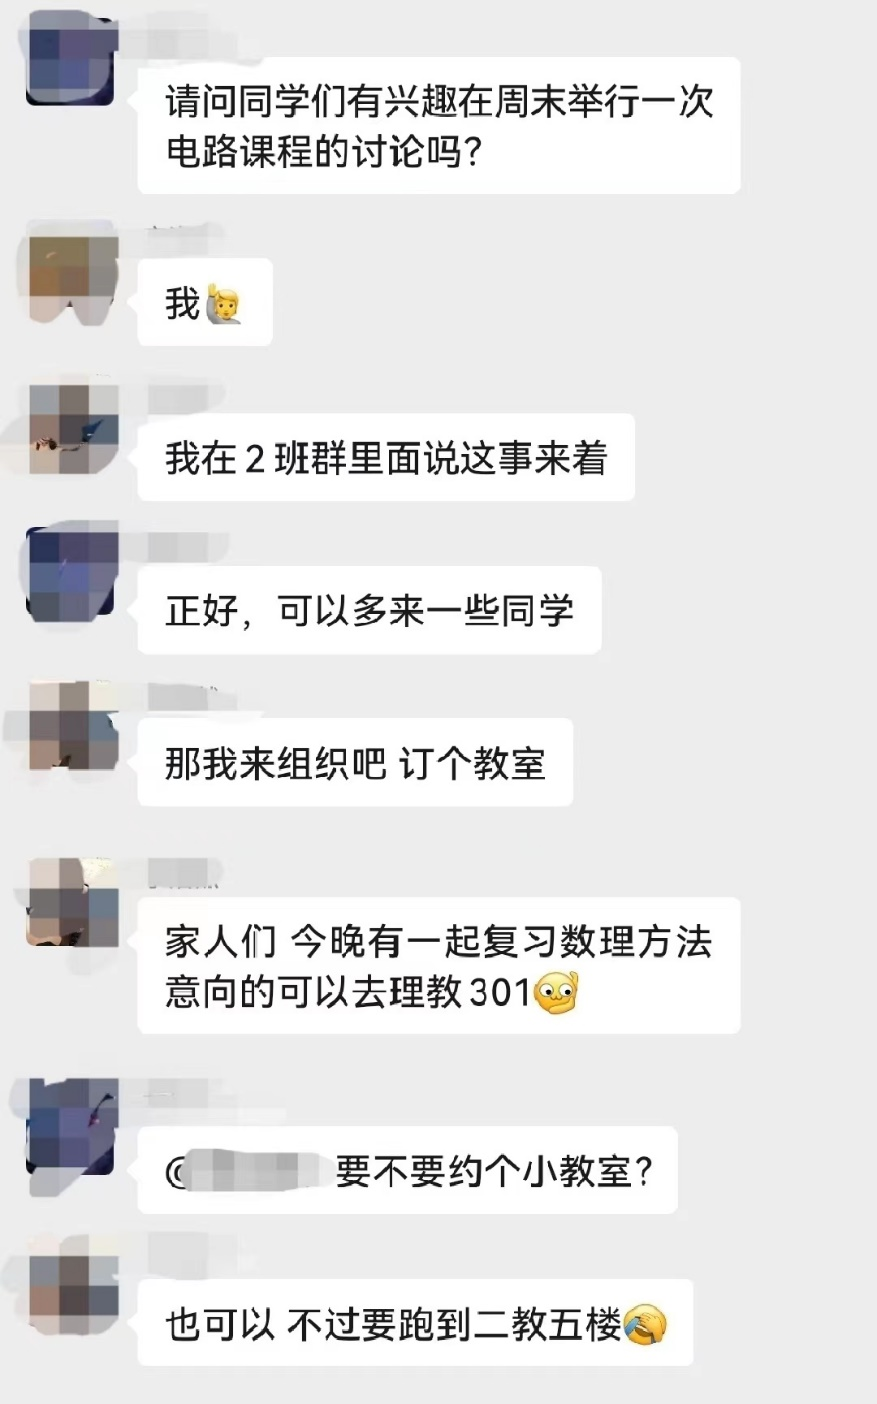 请问同学们有兴趣在周末举行一次
电路课程的讨论吗？
我🙋
我在2班群里面说这事来着
正好，可以多来一些同学
那我来组织吧 订个教室
家人们 今晚有一起复习数理方法
意向的可以去理教301
@ 要不要约个小教室？
也可以 不过要跑到二教五楼